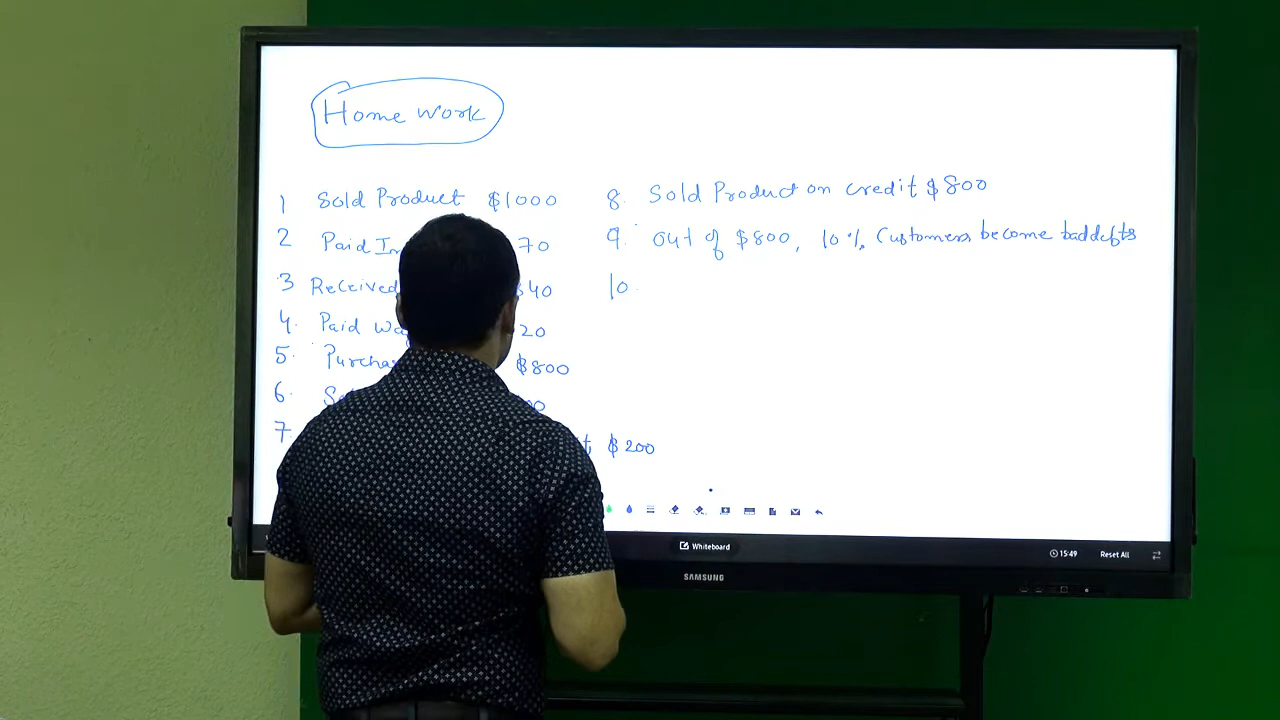 Home work
1 Sold Product $1000
2 Paid 70
3 Received $40
4. Paid 20
5. $800
6.
7. $200
8. Sold Product on credit $800
9. out of $800, 10% Customers become baddebts
10.
Whiteboard
15:49 Reset All
SAMSUNG